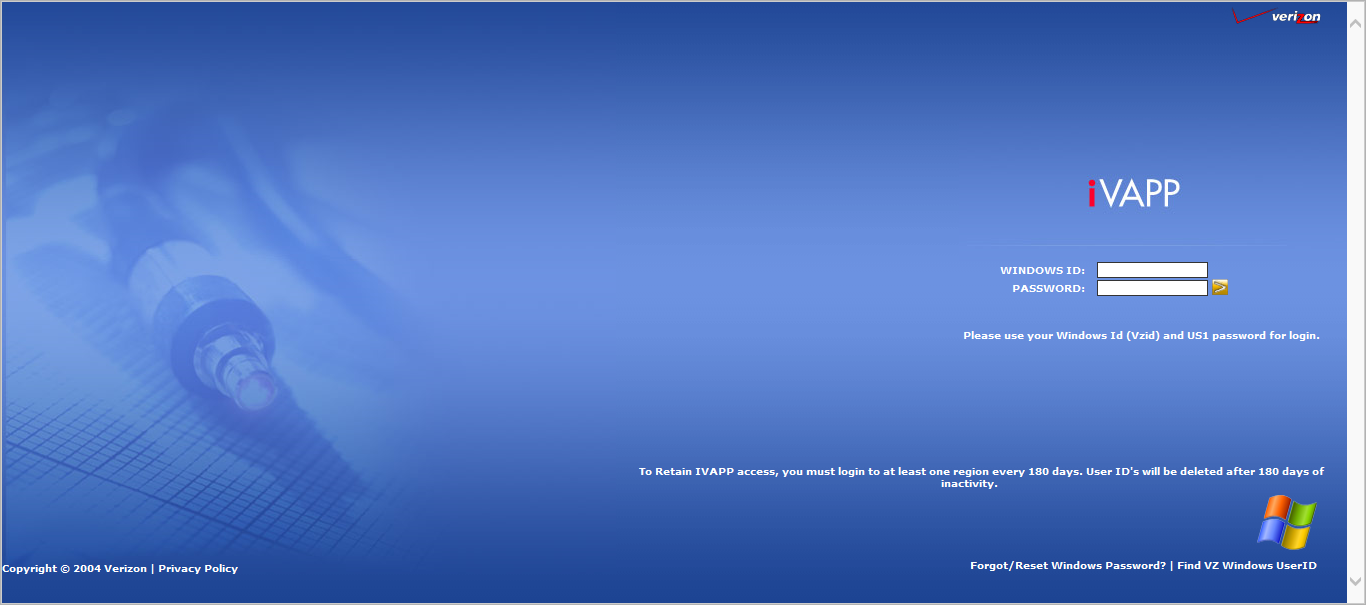 verizon
iVAPP
WINDOWS ID:
PASSWORD:
Please use your Windows Id (Vzid) and US1 password for login.
To Retain IVAPP access, you must login to at least one region every 180 days. User ID's will be deleted after 180 days of
inactivity.
Forgot/Reset Windows Password? | Find VZ Windows UserID
Copyright © 2004 Verizon | Privacy Policy